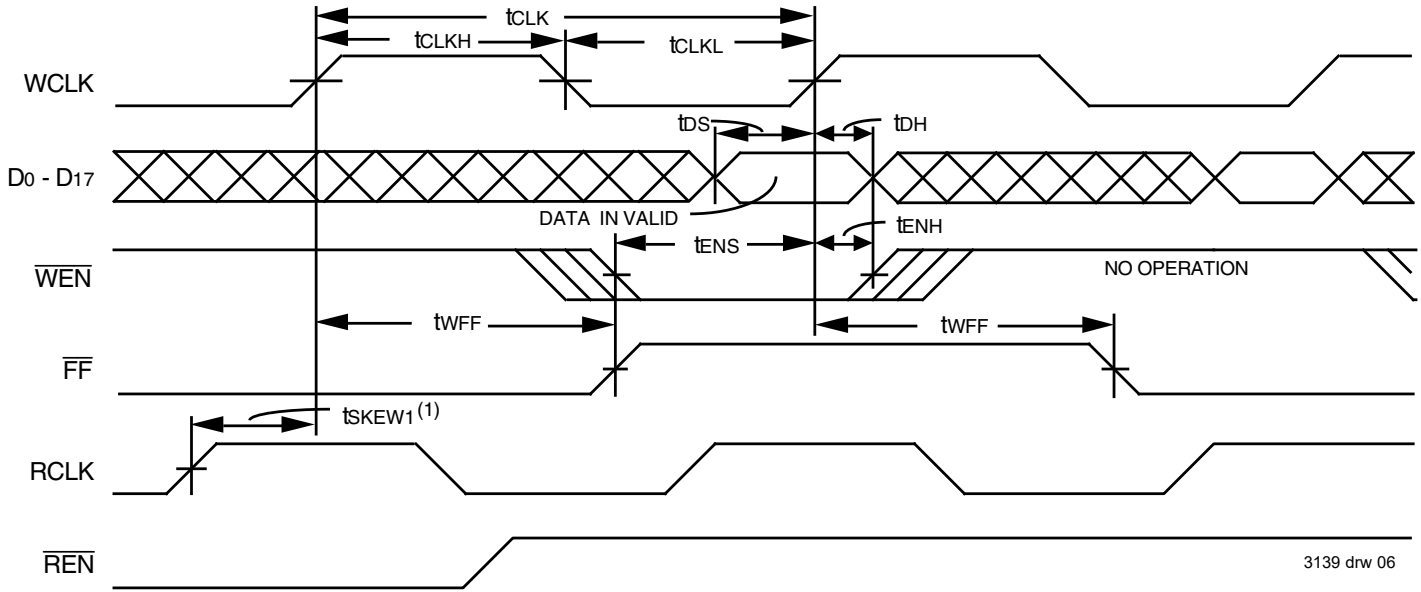 tCLK
tCLKH
tCLKL
WCLK
tDS
tDH
D0 - D17
DATA IN VALID
tENS
tENH
WEN
NO OPERATION
tWFF
tWFF
FF
tSKEW1(1)
RCLK
REN
3139 drw 06